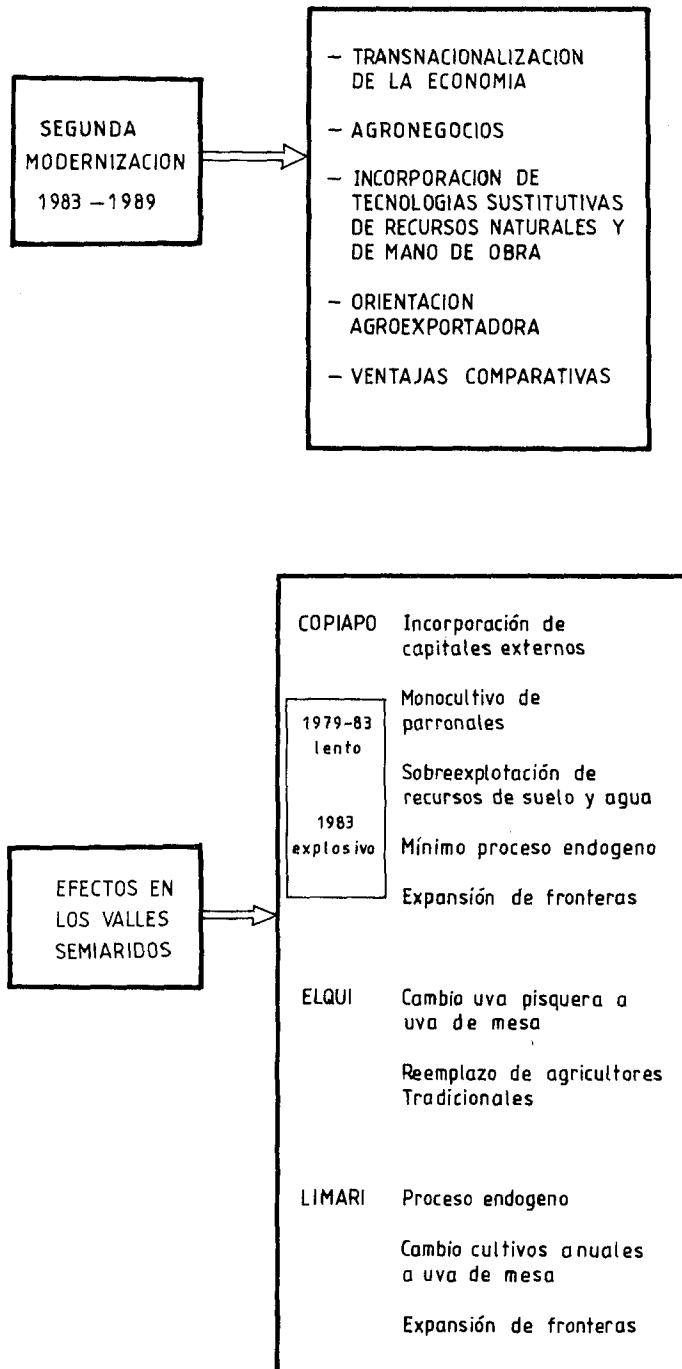 SEGUNDA
MODERNIZACION
1983 – 1989
– TRANSNACIONALIZACION
DE LA ECONOMIA
– AGRONEGOCIOS
– INCORPORACION DE
TECNOLOGIAS SUSTITUTIVAS
DE RECURSOS NATURALES Y
DE MANO DE OBRA
– ORIENTACION
AGROEXPORTADORA
– VENTAJAS COMPARATIVAS
EFECTOS EN
LOS VALLES
SEMIARIDOS
COPIAPO
1979-83
lento
1983
explosivo
Incorporación de
capitales externos
Monocultivo de
parronales
Sobreexplotación de
recursos de suelo y agua
Mínimo proceso endogeno
Expansión de fronteras
ELQUI
Cambio uva pisquera a
uva de mesa
Reemplazo de agricultores
Tradicionales
LIMARI
Proceso endogeno
Cambio cultivos anuales
a uva de mesa
Expansión de fronteras